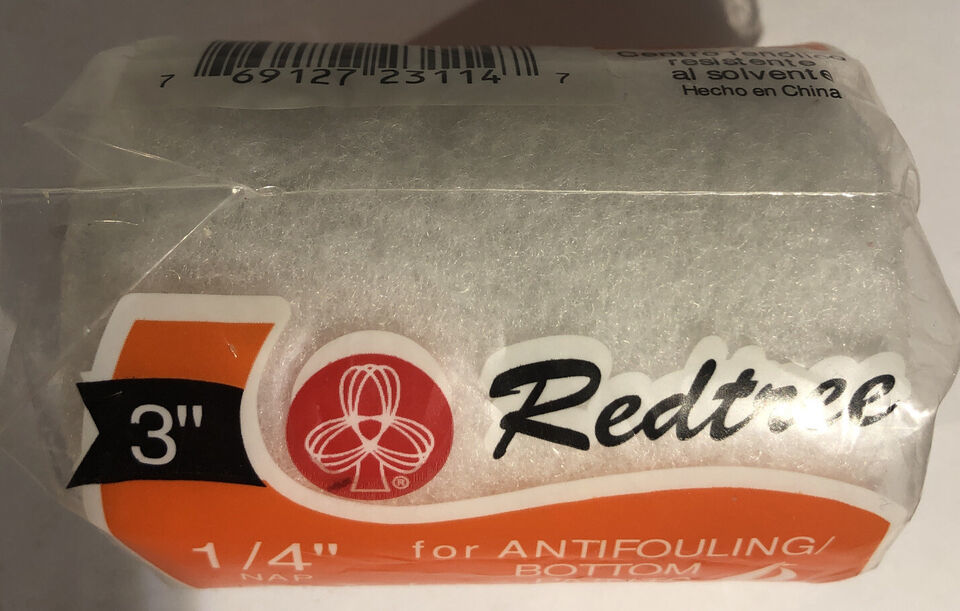 7 69127 23114 7
resistente
al solvente
Hecho en China
3"
®
Redtree
1/4" for ANTIFOULING/
NAP BOTTOM